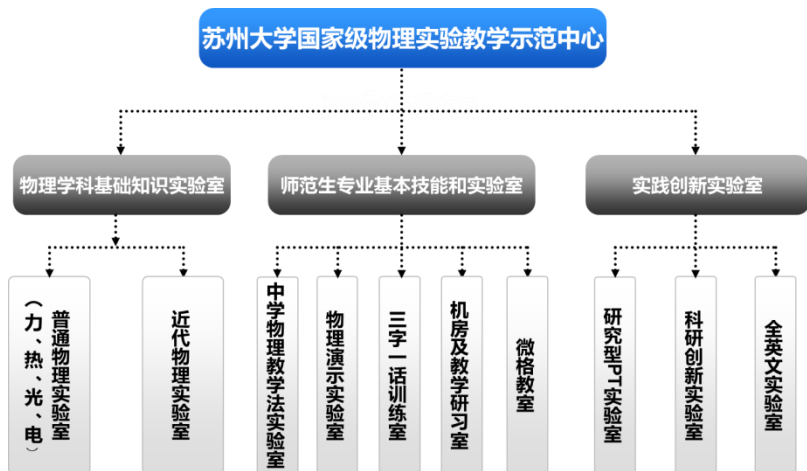 苏州大学国家级物理实验教学示范中心
物理学科基础知识实验室
师范生专业基本技能和实验室
实践创新实验室
普通物理实验室
（力、热、光、电）
近代物理实验室
中学物理教学法实验室
物理演示实验室
三字一话训练室
机房及教学研习室
微格教室
研究型PT实验室
科研创新实验室
全英文实验室